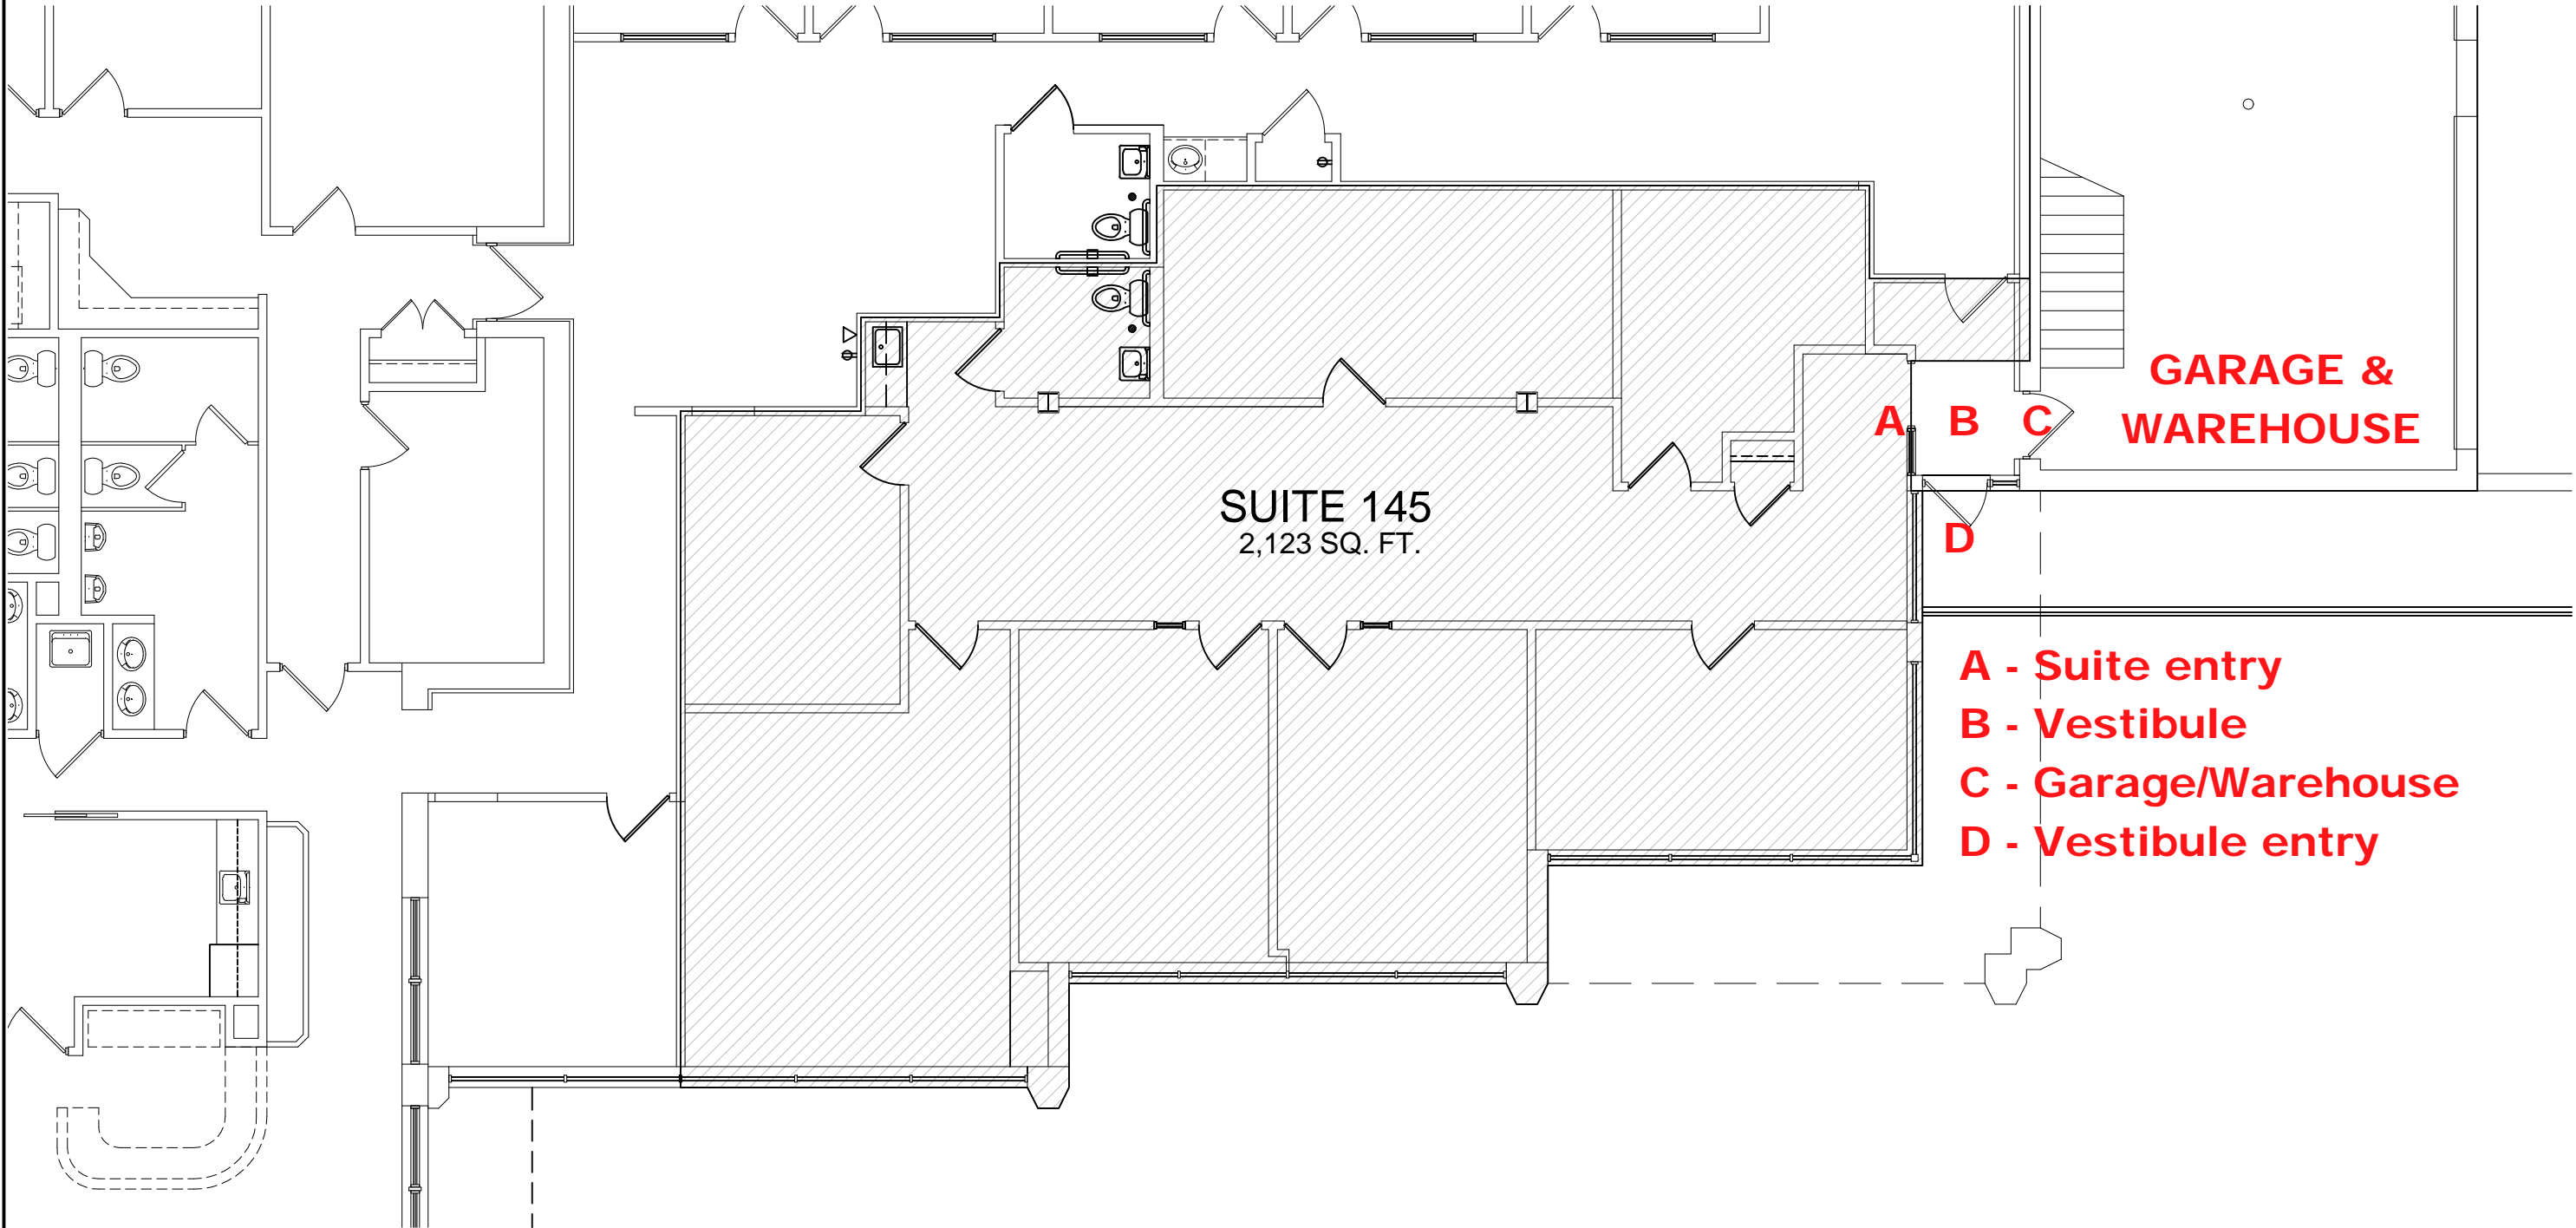 GARAGE &
WAREHOUSE
A B C
SUITE 145
2,123 SQ. FT.
D
A - Suite entry
B - Vestibule
C - Garage/Warehouse
D - Vestibule entry